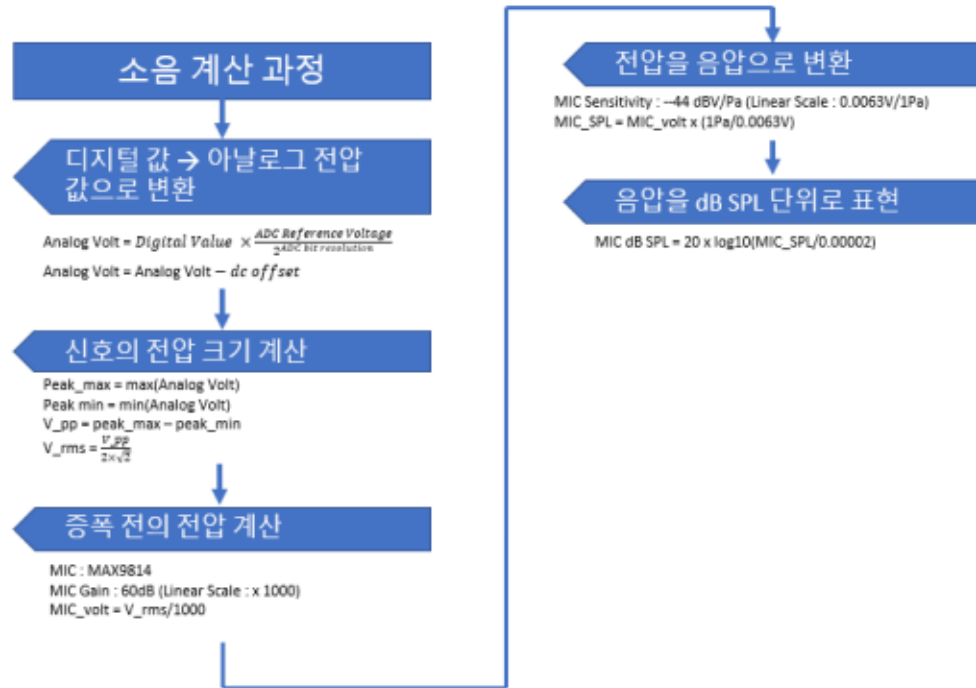 소음 계산 과정
디지털 값 → 아날로그 전압
값으로 변환
Analog Volt = Digital Value × ADC Reference Voltage / 2^ADC bit resolution
Analog Volt = Analog Volt − dc offset
신호의 전압 크기 계산
Peak_max = max(Analog Volt)
Peak min = min(Analog Volt)
V_pp = peak_max – peak_min
V_rms = V_pp / 2×√2
증폭 전의 전압 계산
MIC : MAX9814
MIC Gain : 60dB (Linear Scale : x 1000)
MIC_volt = V_rms/1000
전압을 음압으로 변환
MIC Sensitivity : --44 dBV/Pa (Linear Scale : 0.0063V/1Pa)
MIC_SPL = MIC_volt x (1Pa/0.0063V)
음압을 dB SPL 단위로 표현
MIC dB SPL = 20 x log10(MIC_SPL/0.00002)